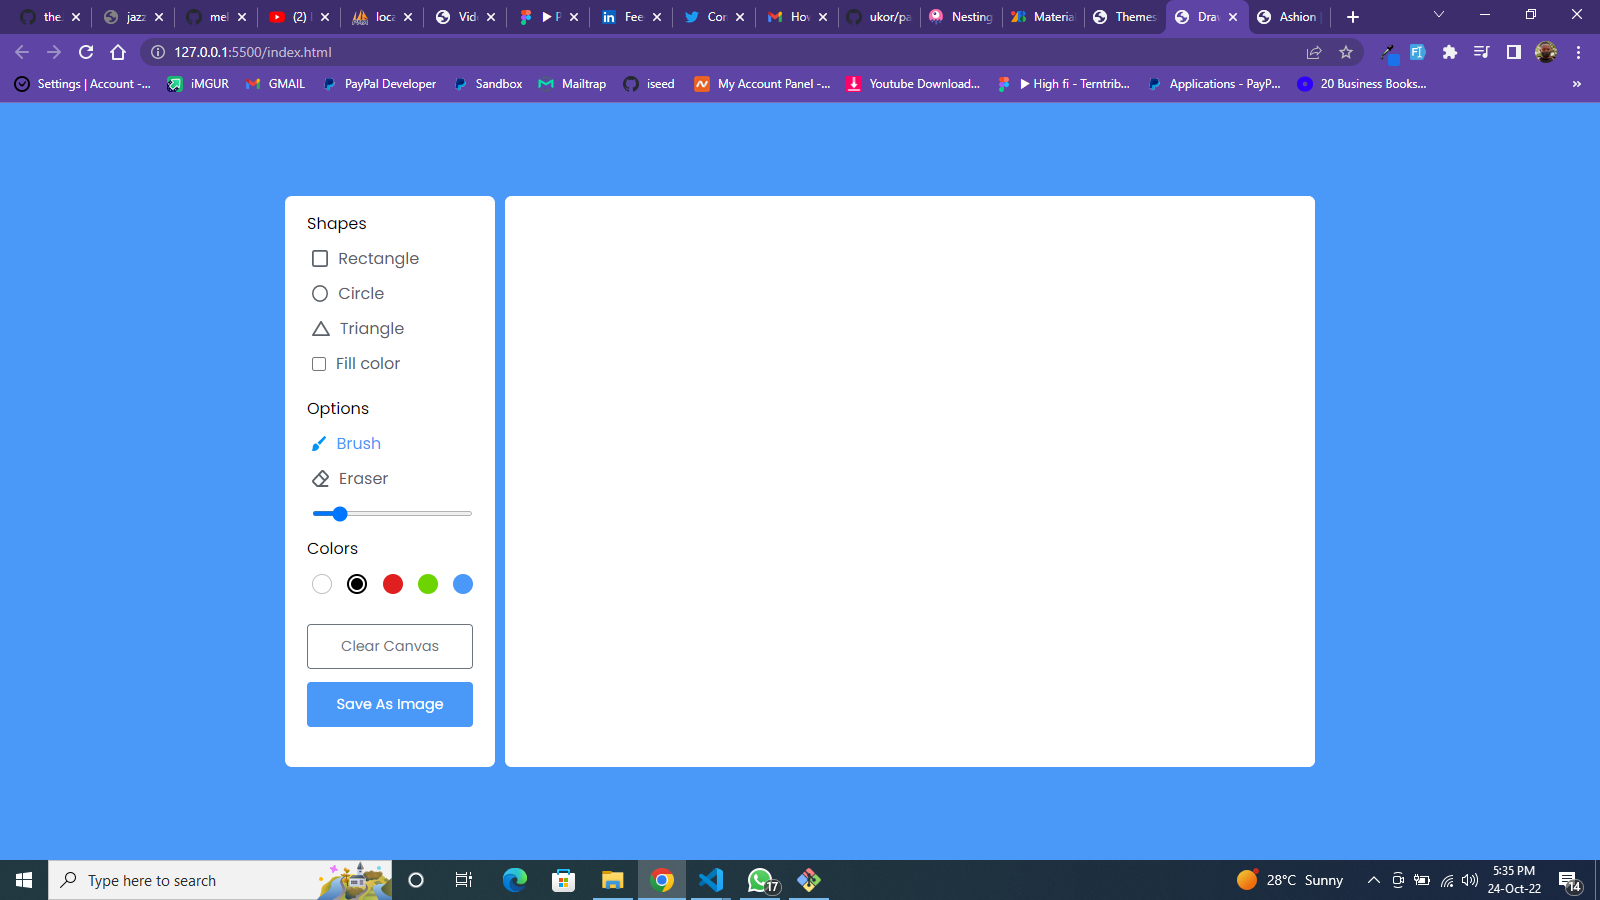 the. jazz mel (2) loca Vid P Fee Cor Hov ukor/pa Nesting Materia Themes Dra Ashion
127.0.0.1:5500/index.html
Settings | Account -... iMGUR GMAIL PayPal Developer Sandbox Mailtrap iseed My Account Panel -... Youtube Download... High fi - Terntrib... Applications - PayP... 20 Business Books... »
Shapes
Rectangle
Circle
Triangle
Fill color
Options
Brush
Eraser
Colors
Clear Canvas
Save As Image
Type here to search
17
28°C Sunny
5:35 PM
24-Oct-22
14